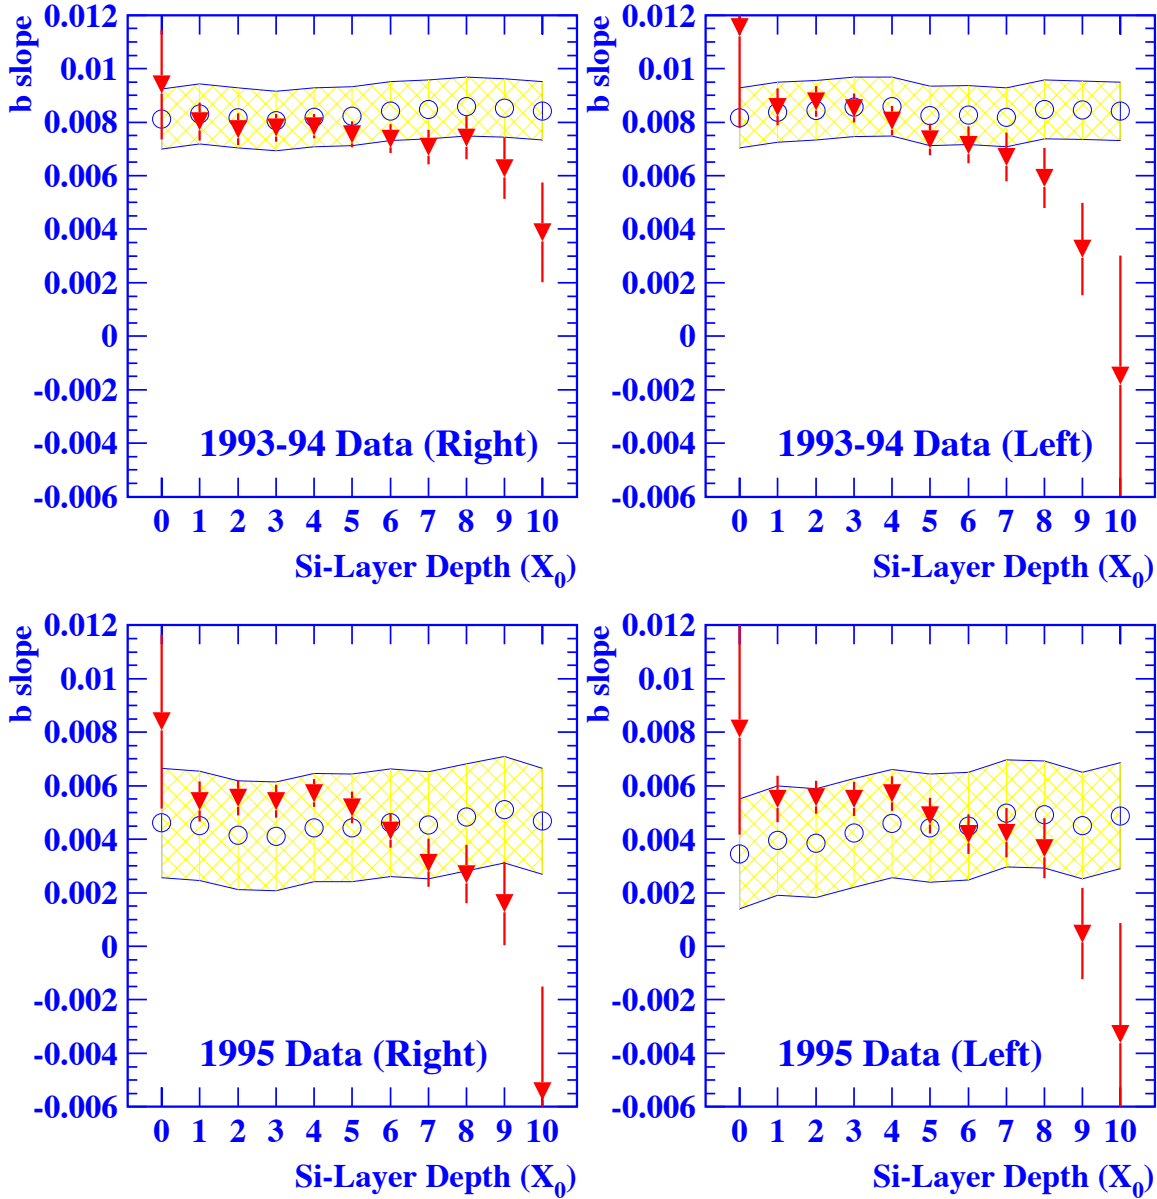 b slope
0.012
0.01
0.008
0.006
0.004
0.002
0
-0.002
-0.004
-0.006
1993-94 Data (Right)
0 1 2 3 4 5 6 7 8 9 10
Si-Layer Depth (X0)
b slope
0.012
0.01
0.008
0.006
0.004
0.002
0
-0.002
-0.004
-0.006
1993-94 Data (Left)
0 1 2 3 4 5 6 7 8 9 10
Si-Layer Depth (X0)
b slope
0.012
0.01
0.008
0.006
0.004
0.002
0
-0.002
-0.004
-0.006
1995 Data (Right)
0 1 2 3 4 5 6 7 8 9 10
Si-Layer Depth (X0)
b slope
0.012
0.01
0.008
0.006
0.004
0.002
0
-0.002
-0.004
-0.006
1995 Data (Left)
0 1 2 3 4 5 6 7 8 9 10
Si-Layer Depth (X0)